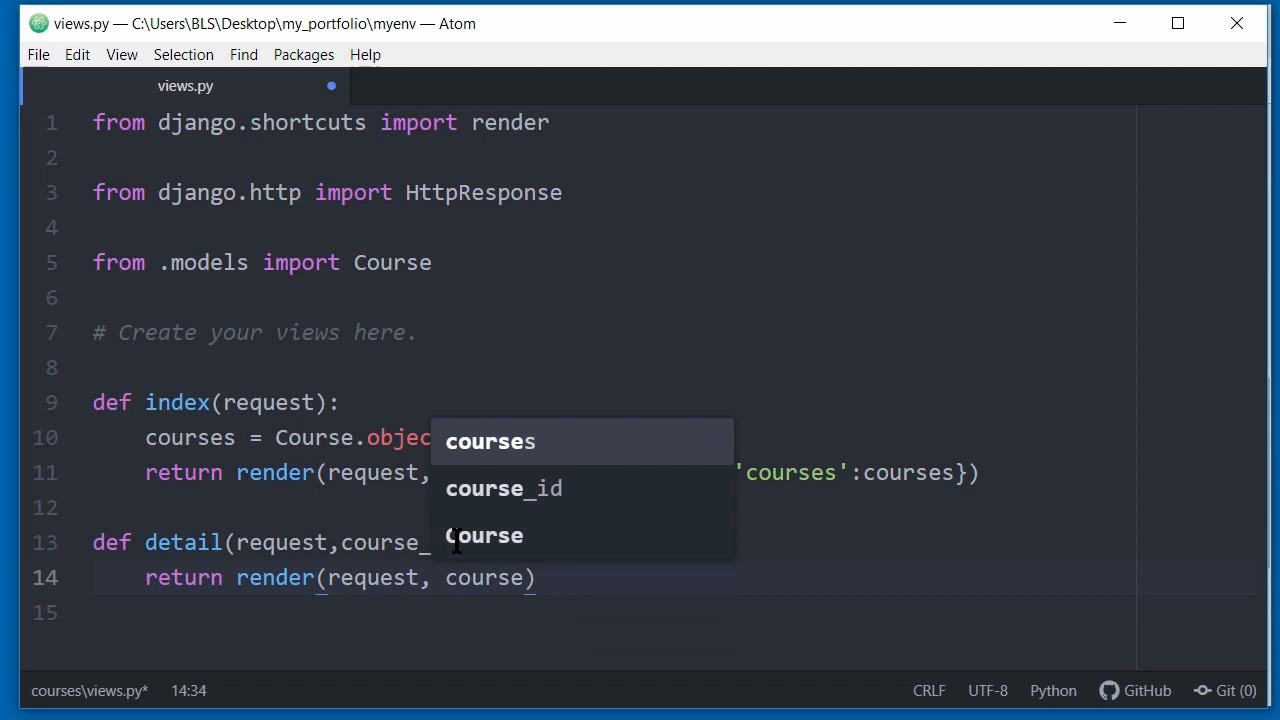 views.py — C:\Users\BLS\Desktop\my_portfolio\myenv — Atom
File Edit View Selection Find Packages Help
views.py
1 from django.shortcuts import render
2
3 from django.http import HttpResponse
4
5 from .models import Course
6
7 # Create your views here.
8
9 def index(request):
10 courses = Course.objec
11 return render(request, 'courses':courses})
12
13 def detail(request,course_
14 return render(request, course)
15
courses
course_id
Course
courses\views.py* 14:34 CRLF UTF-8 Python GitHub Git (0)